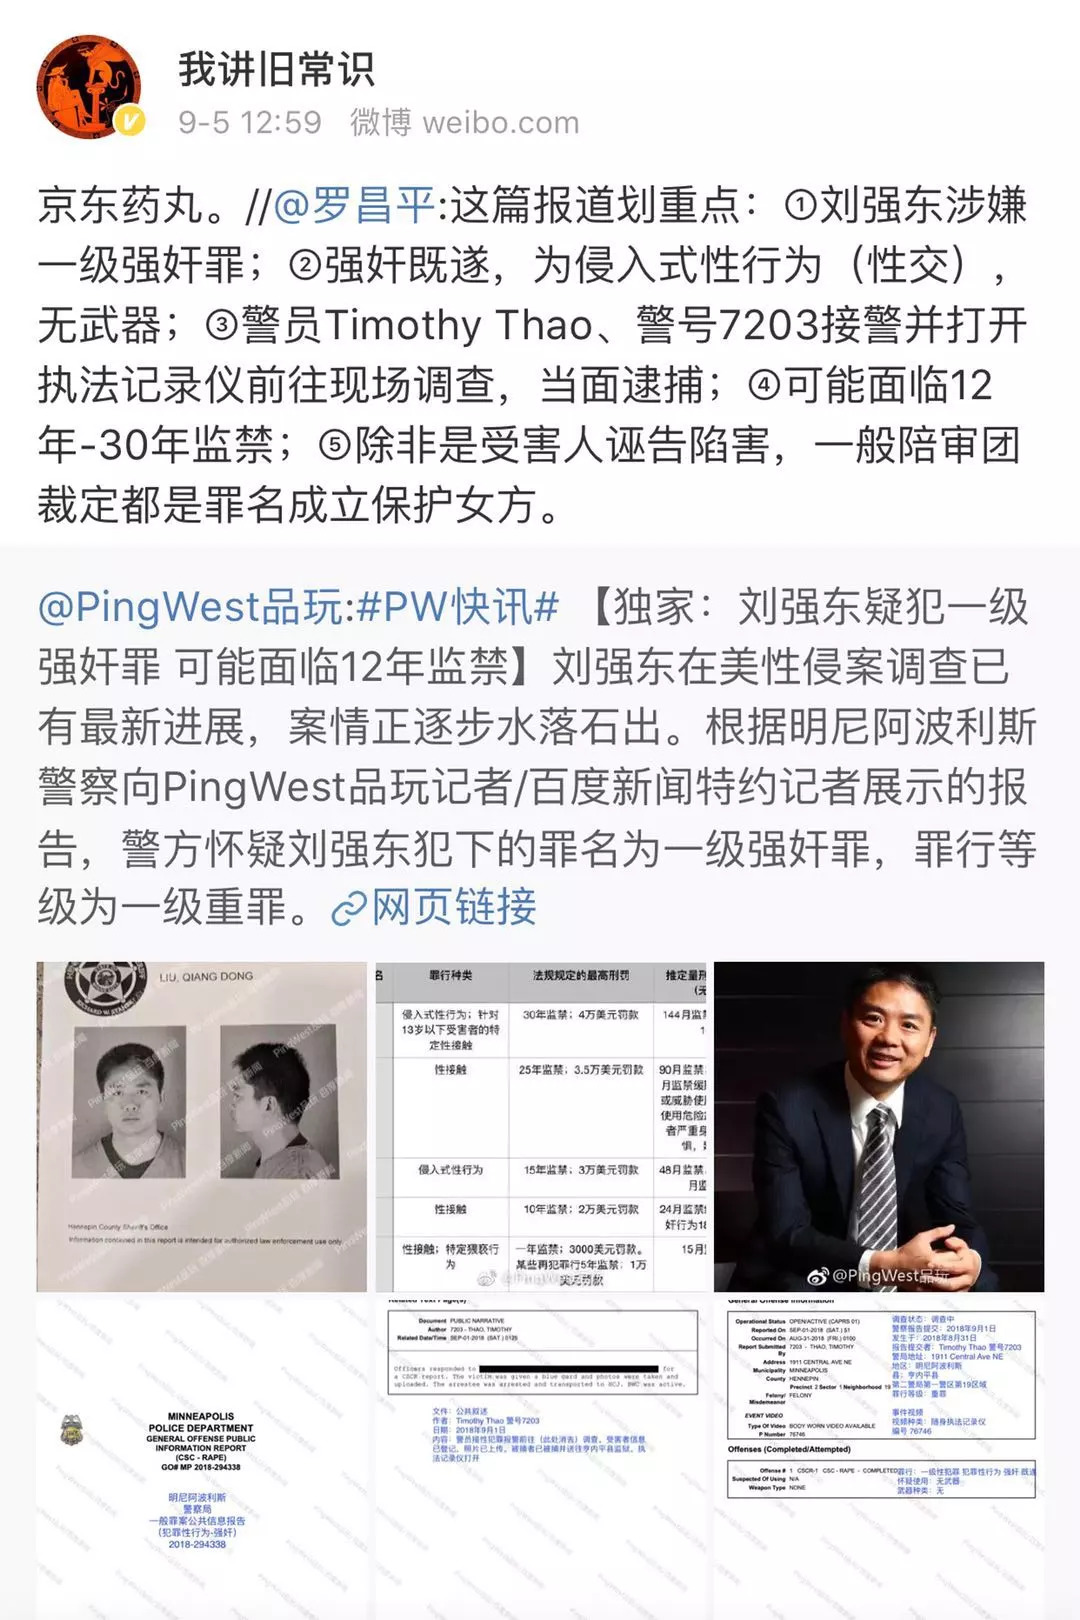 我讲旧常识
9-5 12:59 微博 weibo.com
京东药丸。//@罗昌平:这篇报道划重点：①刘强东涉嫌
一级强奸罪；②强奸既遂，为侵入式性行为（性交），
无武器；③警员Timothy Thao、警号7203接警并打开
执法记录仪前往现场调查，当面逮捕；④可能面临12
年-30年监禁；⑤除非是受害人诬告陷害，一般陪审团
裁定都是罪名成立保护女方。
@PingWest品玩:#PW快讯# 【独家：刘强东疑犯一级
强奸罪 可能面临12年监禁】刘强东在美性侵案调查已
有最新进展，案情正逐步水落石出。根据明尼阿波利斯
警察向PingWest品玩记者/百度新闻特约记者展示的报
告，警方怀疑刘强东犯下的罪名为一级强奸罪，罪行等
级为一级重罪。网页链接
LIU, QIANG DONG
Hennepin County Sheriff's Office
Information contained in this report is intended for authorized law enforcement use only.
名 罪行种类 法规规定的最高刑罚 推定量刑
侵入式性行为；针对
13岁以下受害者的特
定性接触
30年监禁；4万美元罚款
144月监禁
性接触
25年监禁；3.5万美元罚款
90月监禁
月监禁缓
或威胁使
使用危险
者严重身
惧，
侵入式性行为
15年监禁；3万美元罚款
48月监禁
月监
性接触
10年监禁；2万美元罚款
24月监禁
奸行为18
性接触；特定猥亵行
为
一年监禁；3000美元罚款。
某些再犯罪行5年监禁；1万
美元罚款
15月
@PingWest品玩
MINNEAPOLIS
POLICE DEPARTMENT
GENERAL OFFENSE PUBLIC
INFORMATION REPORT
(CSC - RAPE)
GO# MP 2018-294338
明尼阿波利斯
警察局
一般罪案公共信息报告
（犯罪性行为-强奸）
2018-294338
Related Text Page(s)
Document PUBLIC NARRATIVE
Author 7203 - THAO, TIMOTHY
Related Date/Time SEP-01-2018 (SAT.) 0125
Officers responded to for
a CSCR report. The victim was given a blue card and photos were taken and
uploaded. The arrestee was arrested and transported to HCJ. BWC was active.
文件：公共叙述
作者：Timothy Thao 警号7203
日期：2018年9月1日
内容：警员接性犯罪报警前往（此处消去）调查，受害者信息
已登记，照片已上传。被捕者已被捕并送往亨内平县监狱。执
法记录仪打开
General Offense Information
Operational Status OPEN/ACTIVE (CAPRS 01)
Reported On SEP-01-2018 (SAT.) 51
Occurred On AUG-31-2018 (FRI.) 0100
Report Submitted By 7203 - THAO, TIMOTHY
Address 1911 CENTRAL AVE NE
Municipality MINNEAPOLIS
County HENNEPIN
Precinct 2 Sector 1 Neighborhood 19
Felony/Misdemeanor FELONY
EVENT VIDEO
Type Of Video BODY WORN VIDEO AVAILABLE
P Number 76746
调查状态：调查中
警察报告提交：2018年9月1日
发生于：2018年8月31日
报告提交者：Timothy Thao 警号7203
警局地址：1911 Central Ave NE
地区：明尼阿波利斯
县：亨内平县
第二警局第一警区第19区域
罪行等级：重罪
事件视频
视频种类：随身执法记录仪
编号 76746
Offenses (Completed/Attempted)
Offense # 1 CSCR-1 CSC - RAPE - COMPLETED
Suspected Of Using N/A
Weapon Type NONE
罪行：一级性犯罪 犯罪性行为 强奸 既遂
怀疑使用：无武器
武器种类：无